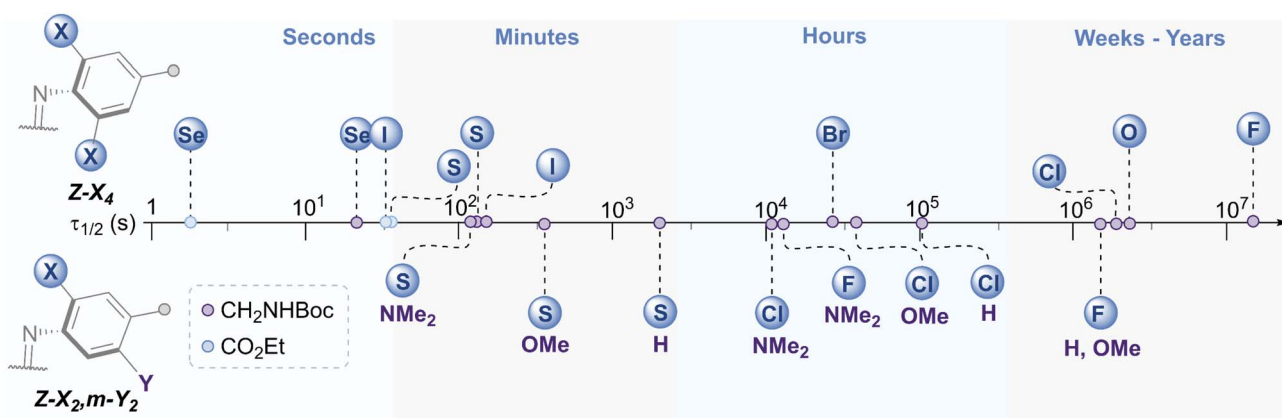 Seconds Minutes Hours Weeks - Years
X
N
X
Z-X₄
Se Se I S S I Br Cl O F
1 10¹ 10² 10³ 10⁴ 10⁵ 10⁶ 10⁷
τ₁/₂ (s)
X
N
Y
Z-X₂,m-Y₂
CH₂NHBoc
CO₂Et
S
NMe₂
S
OMe
S
H
Cl
NMe₂
F
NMe₂
Cl
OMe
Cl
H
F
H, OMe